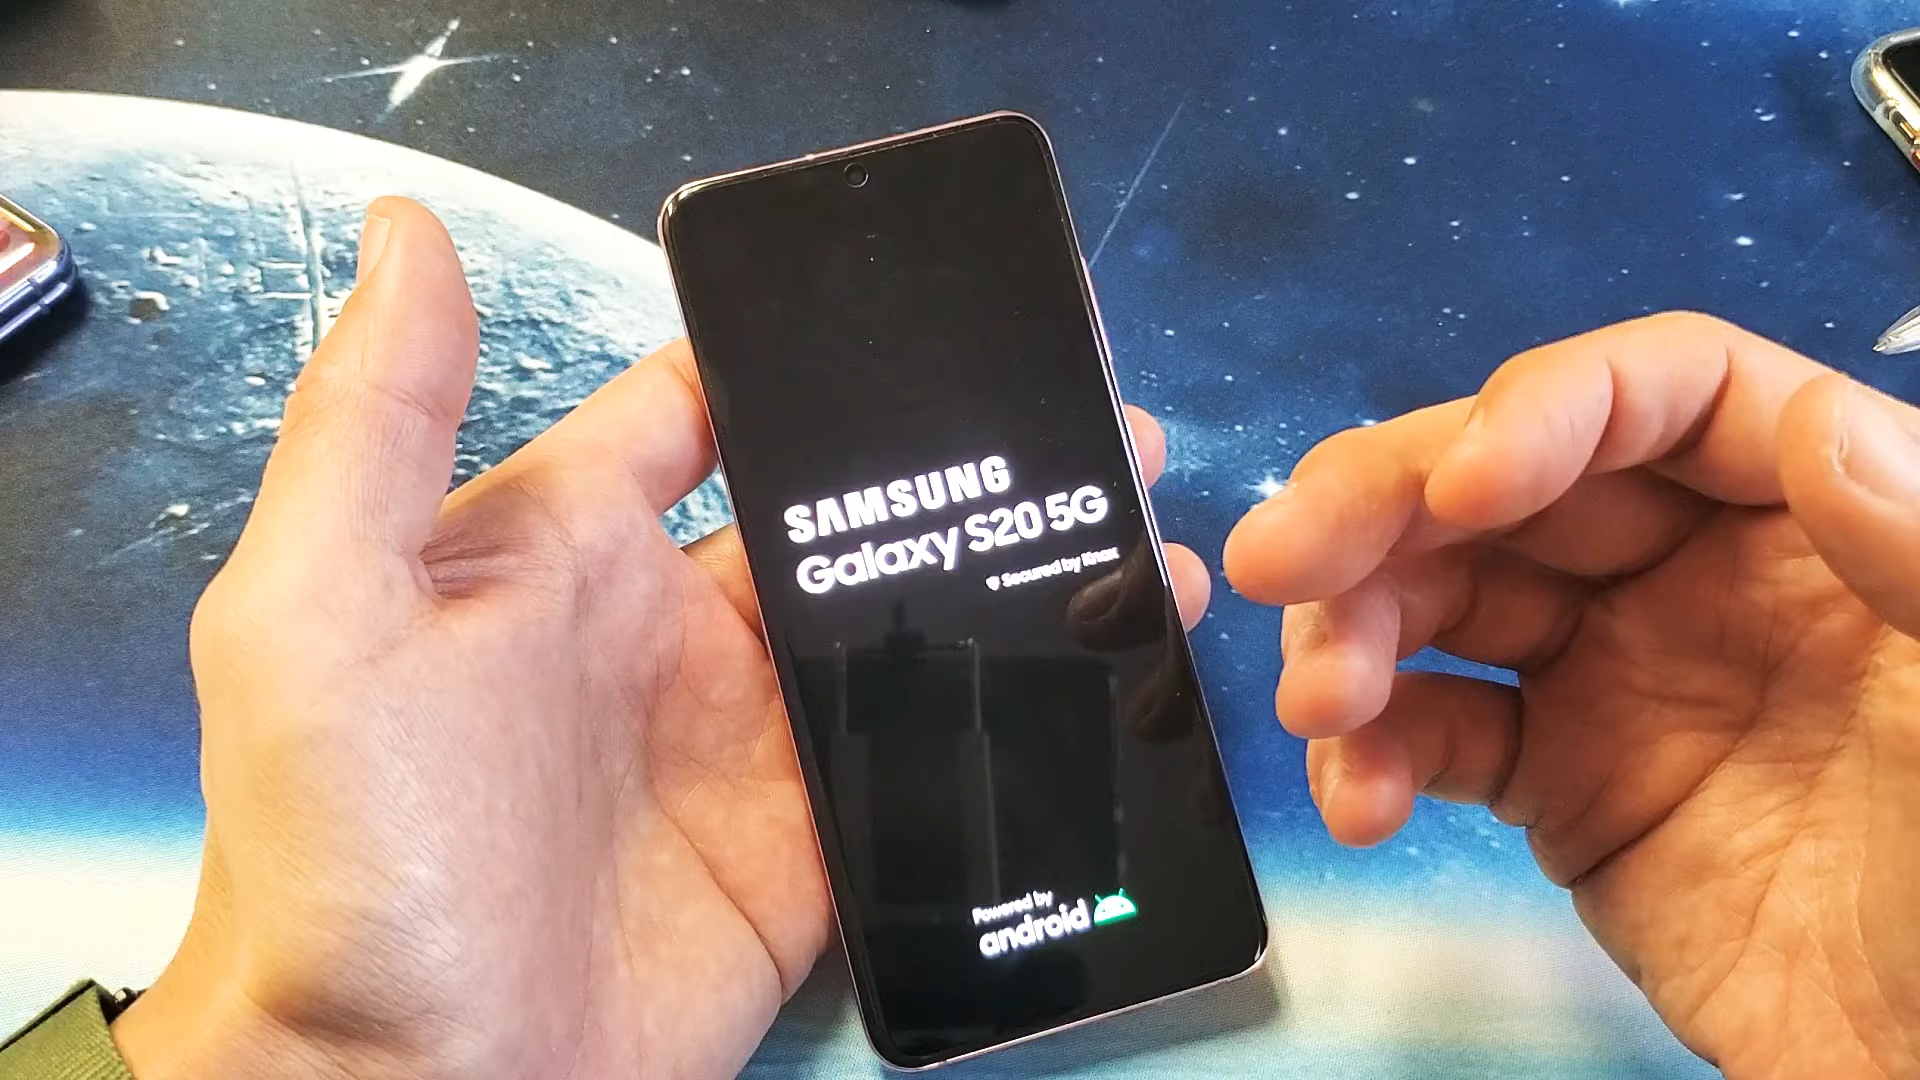 SAMSUNG
Galaxy S20 5G
Secured by Knox
Powered by
android